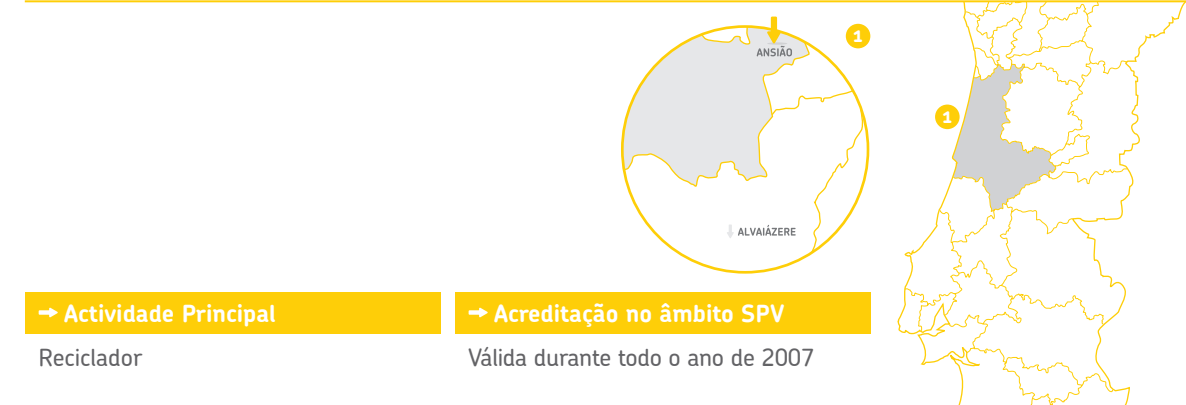 1
ANSIÃO
1
ALVAIÁZERE
➞ Actividade Principal
➞ Acreditação no âmbito SPV
Reciclador
Válida durante todo o ano de 2007